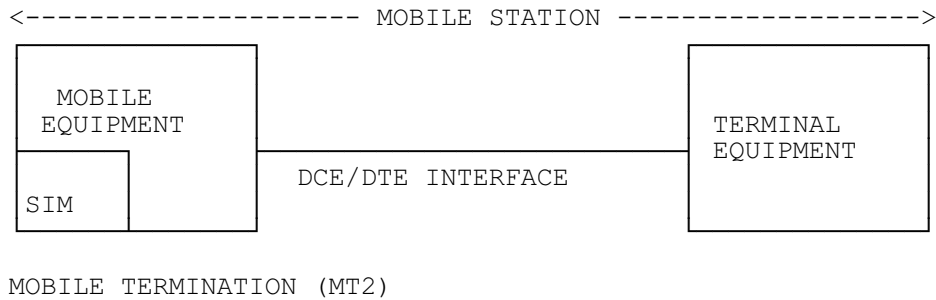 <-------------------- MOBILE STATION ------------------->
MOBILE
EQUIPMENT
SIM
DCE/DTE INTERFACE
TERMINAL
EQUIPMENT
MOBILE TERMINATION (MT2)